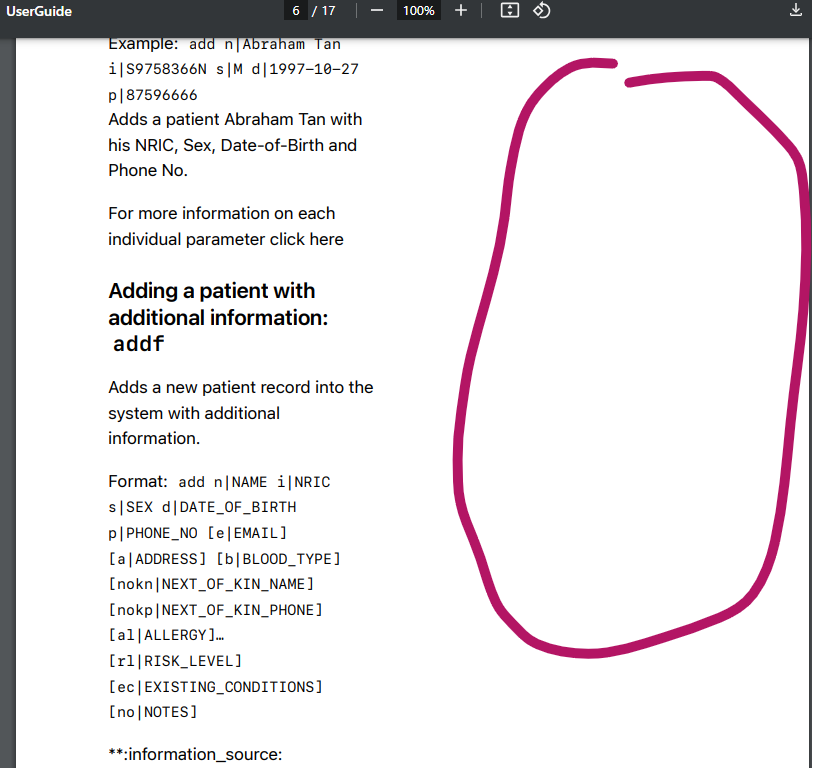 UserGuide
6 / 17
100%
Example: add n|Abraham Tan
i|S9758366N s|M d|1997-10-27
p|87596666
Adds a patient Abraham Tan with
his NRIC, Sex, Date-of-Birth and
Phone No.
For more information on each
individual parameter click here
Adding a patient with
additional information:
addf
Adds a new patient record into the
system with additional
information.
Format: add n|NAME i|NRIC
s|SEX d|DATE_OF_BIRTH
p|PHONE_NO [e|EMAIL]
[a|ADDRESS] [b|BLOOD_TYPE]
[nokn|NEXT_OF_KIN_NAME]
[nokp|NEXT_OF_KIN_PHONE]
[al|ALLERGY]…
[rl|RISK_LEVEL]
[ec|EXISTING_CONDITIONS]
[no|NOTES]
**:information_source: